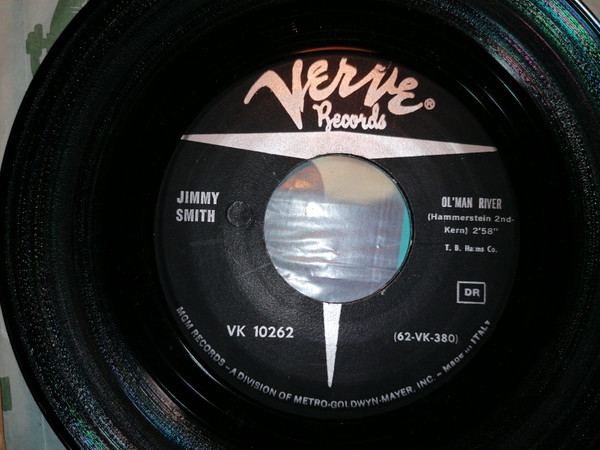 Verve®
Records
JIMMY
SMITH
OL'MAN RIVER
(Hammerstein 2nd-
Kern) 2'58"
T. B. Harms Co.
DR
VK 10262
(62-VK-380)
MGM RECORDS - A DIVISION OF METRO-GOLDWYN-MAYER, INC. - MADE IN ITALY